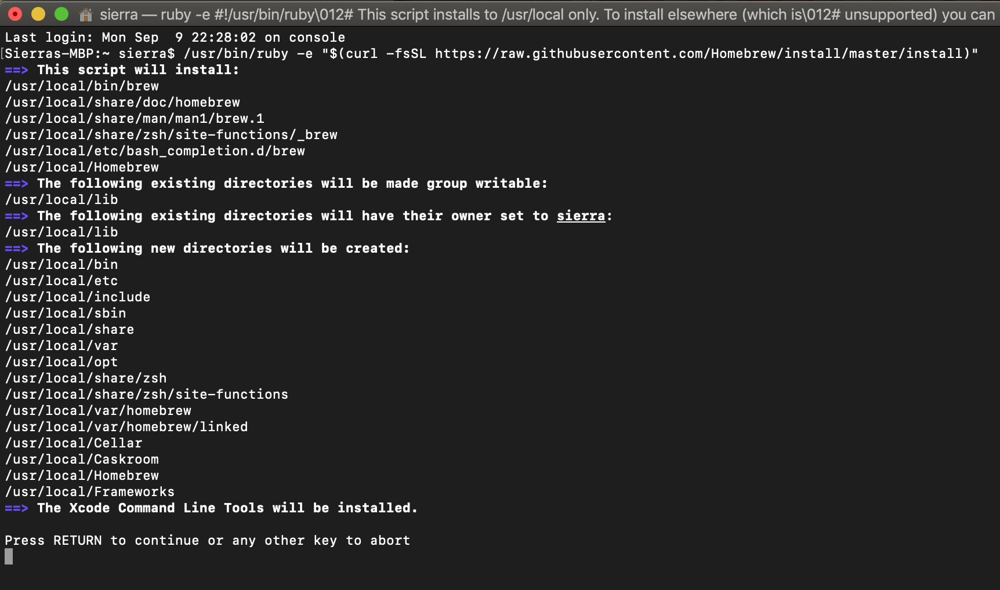 sierra — ruby -e #!/usr/bin/ruby\012# This script installs to /usr/local only. To install elsewhere (which is\012# unsupported) you can
Last login: Mon Sep  9 22:28:02 on console
[Sierras-MBP:~ sierra$ /usr/bin/ruby -e "$(curl -fsSL https://raw.githubusercontent.com/Homebrew/install/master/install)"
==> This script will install:
/usr/local/bin/brew
/usr/local/share/doc/homebrew
/usr/local/share/man/man1/brew.1
/usr/local/share/zsh/site-functions/_brew
/usr/local/etc/bash_completion.d/brew
/usr/local/Homebrew
==> The following existing directories will be made group writable:
/usr/local/lib
==> The following existing directories will have their owner set to sierra:
/usr/local/lib
==> The following new directories will be created:
/usr/local/bin
/usr/local/etc
/usr/local/include
/usr/local/sbin
/usr/local/share
/usr/local/var
/usr/local/opt
/usr/local/share/zsh
/usr/local/share/zsh/site-functions
/usr/local/var/homebrew
/usr/local/var/homebrew/linked
/usr/local/Cellar
/usr/local/Caskroom
/usr/local/Homebrew
/usr/local/Frameworks
==> The Xcode Command Line Tools will be installed.
Press RETURN to continue or any other key to abort